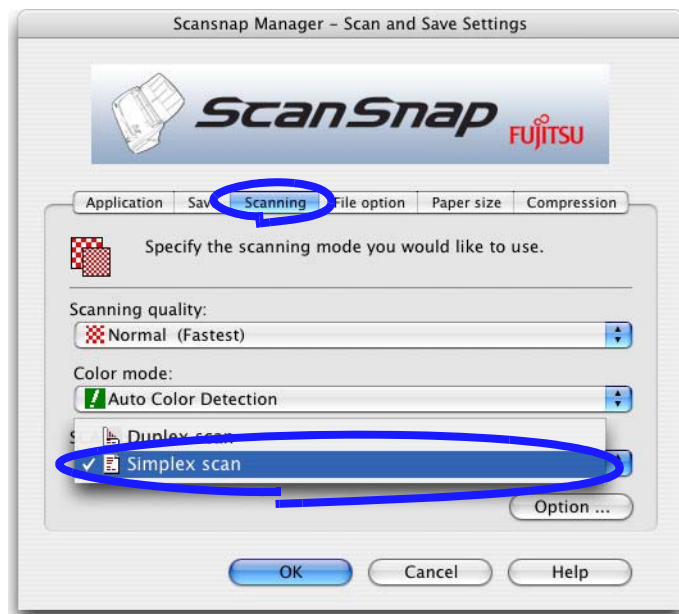 Scansnap Manager – Scan and Save Settings
ScanSnap
FUJITSU
Application Sav Scanning File option Paper size Compression
Specify the scanning mode you would like to use.
Scanning quality:
Normal (Fastest)
Color mode:
Auto Color Detection
Duplex scan
✓ Simplex scan
Option ...
OK Cancel Help